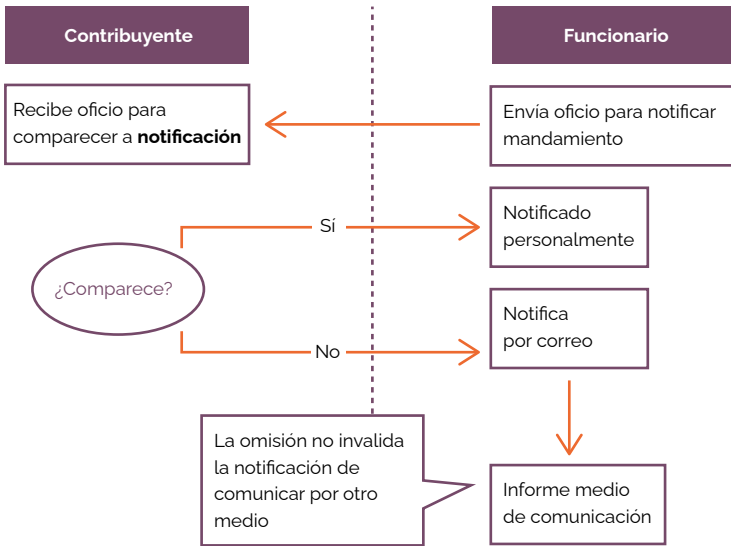 Contribuyente
Funcionario
Recibe oficio para
comparecer a notificación
Envía oficio para notificar
mandamiento
Sí
Notificado
personalmente
¿Comparece?
Notifica
por correo
No
La omisión no invalida
la notificación de
comunicar por otro
medio
Informe medio
de comunicación